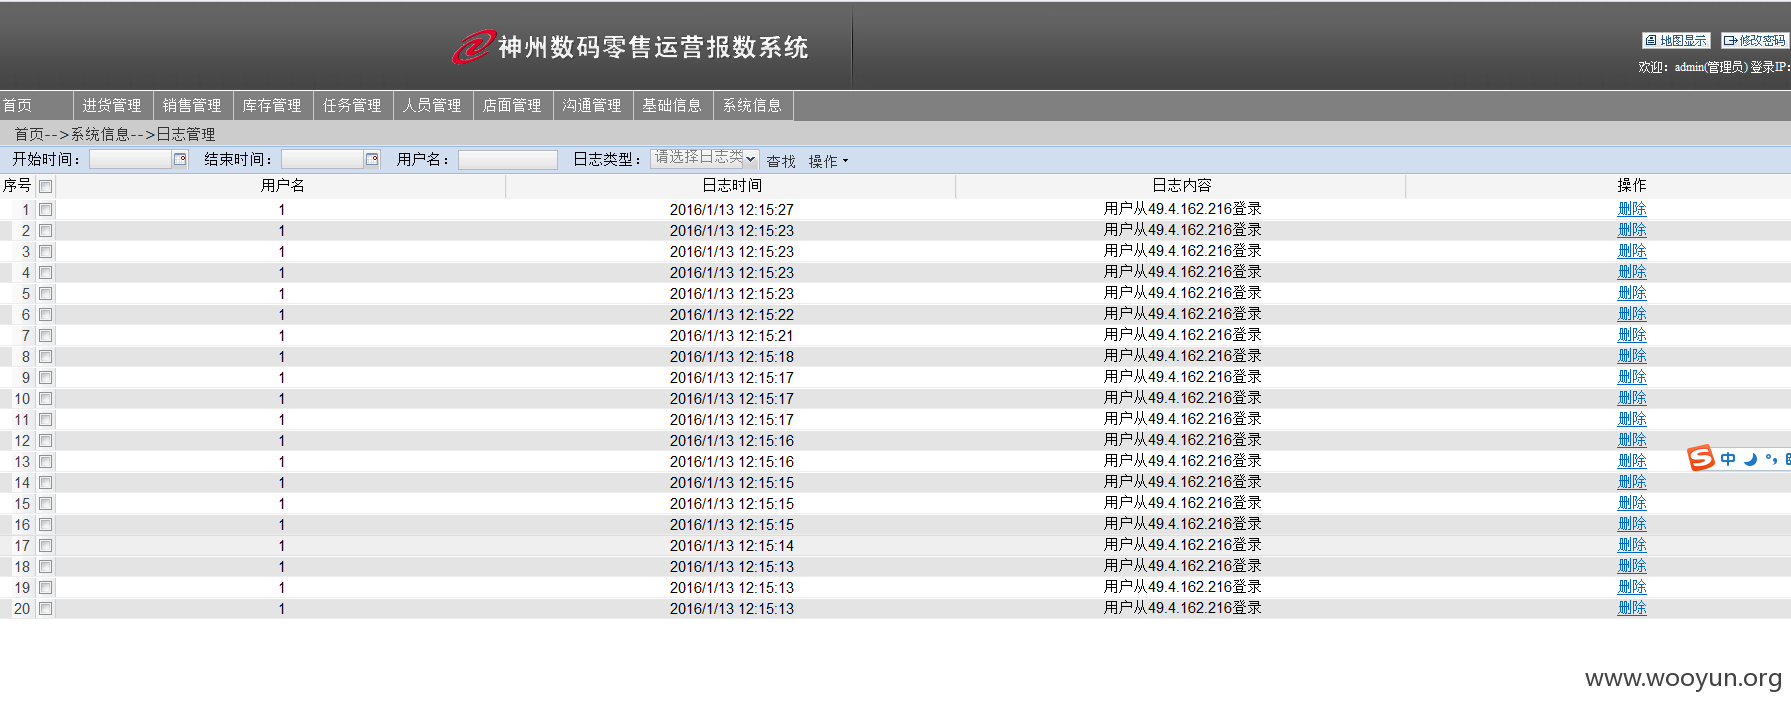 神州数码零售运营报数系统
地图显示 修改密码
欢迎：admin(管理员) 登录IP:
首页 进货管理 销售管理 库存管理 任务管理 人员管理 店面管理 沟通管理 基础信息 系统信息
首页-->系统信息-->日志管理
开始时间： 结束时间： 用户名： 日志类型： 请选择日志类 查找 操作
序号 用户名 日志时间 日志内容 操作
1 1 2016/1/13 12:15:27 用户从49.4.162.216登录 删除
2 1 2016/1/13 12:15:23 用户从49.4.162.216登录 删除
3 1 2016/1/13 12:15:23 用户从49.4.162.216登录 删除
4 1 2016/1/13 12:15:23 用户从49.4.162.216登录 删除
5 1 2016/1/13 12:15:23 用户从49.4.162.216登录 删除
6 1 2016/1/13 12:15:22 用户从49.4.162.216登录 删除
7 1 2016/1/13 12:15:21 用户从49.4.162.216登录 删除
8 1 2016/1/13 12:15:18 用户从49.4.162.216登录 删除
9 1 2016/1/13 12:15:17 用户从49.4.162.216登录 删除
10 1 2016/1/13 12:15:17 用户从49.4.162.216登录 删除
11 1 2016/1/13 12:15:17 用户从49.4.162.216登录 删除
12 1 2016/1/13 12:15:16 用户从49.4.162.216登录 删除
13 1 2016/1/13 12:15:16 用户从49.4.162.216登录 删除
中
14 1 2016/1/13 12:15:15 用户从49.4.162.216登录 删除
15 1 2016/1/13 12:15:15 用户从49.4.162.216登录 删除
16 1 2016/1/13 12:15:15 用户从49.4.162.216登录 删除
17 1 2016/1/13 12:15:14 用户从49.4.162.216登录 删除
18 1 2016/1/13 12:15:13 用户从49.4.162.216登录 删除
19 1 2016/1/13 12:15:13 用户从49.4.162.216登录 删除
20 1 2016/1/13 12:15:13 用户从49.4.162.216登录 删除
www.wooyun.org